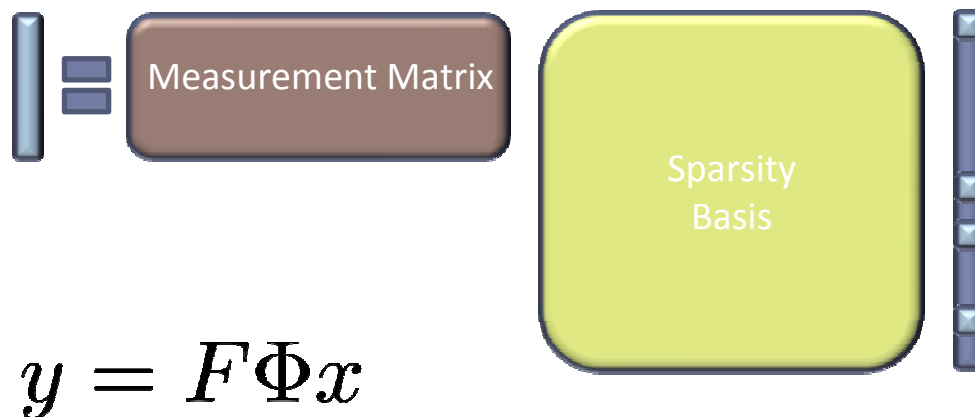 Measurement Matrix
Sparsity
Basis
y = FΦx